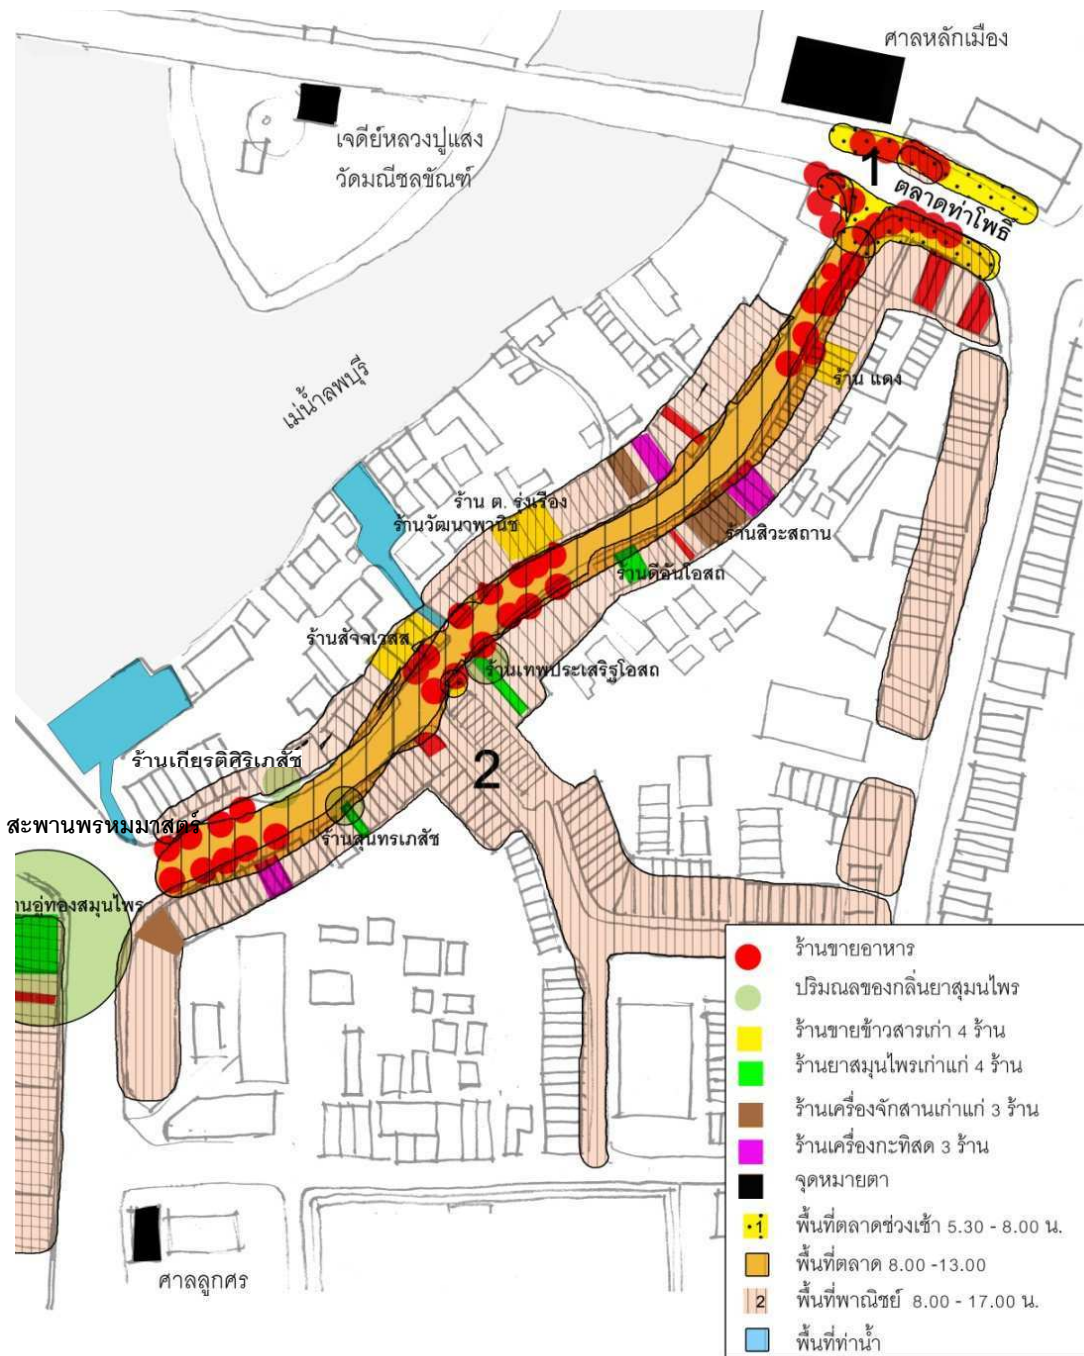 ศาลหลักเมือง
เจดีย์หลวงปู่แสง
วัดมณีชลขัณฑ์
1
ตลาดท่าโพธิ์
แม่น้ำลพบุรี
ร้าน แดง
ร้าน ต. รุ่งเรือง
ร้านวัฒนาพานิช
ร้านสิวะสถาน
ร้านดีอันโอสถ
ร้านสัจจเวสส
ร้านเทพประเสริฐโอสถ
ร้านเกียรติศิริเภสัช
2
สะพานพรหมมาสตร์
ร้านสุนทรเภสัช
านอู่ทองสมุนไพร
ศาลลูกศร
ร้านขายอาหาร
ปริมณลของกลิ่นยาสุมนไพร
ร้านขายข้าวสารเก่า 4 ร้าน
ร้านยาสมุนไพรเก่าแก่ 4 ร้าน
ร้านเครื่องจักสานเก่าแก่ 3 ร้าน
ร้านเครื่องกะทิสด 3 ร้าน
จุดหมายตา
1 พื้นที่ตลาดช่วงเช้า 5.30 - 8.00 น.
พื้นที่ตลาด 8.00 -13.00
2 พื้นที่พาณิชย์ 8.00 - 17.00 น.
พื้นที่ท่าน้ำ